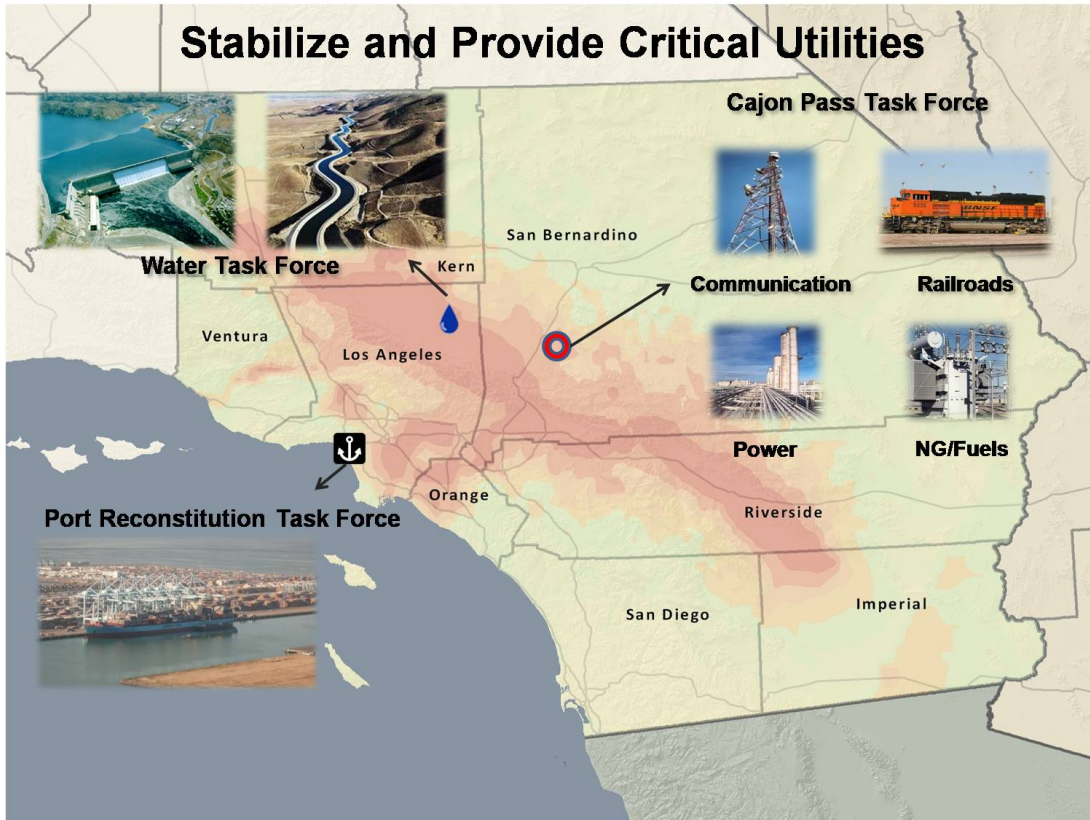 Stabilize and Provide Critical Utilities
Cajon Pass Task Force
San Bernardino
Water Task Force
Kern
Communication
Railroads
BNSF
Ventura
Los Angeles
Power
NG/Fuels
Orange
Riverside
Port Reconstitution Task Force
Imperial
San Diego